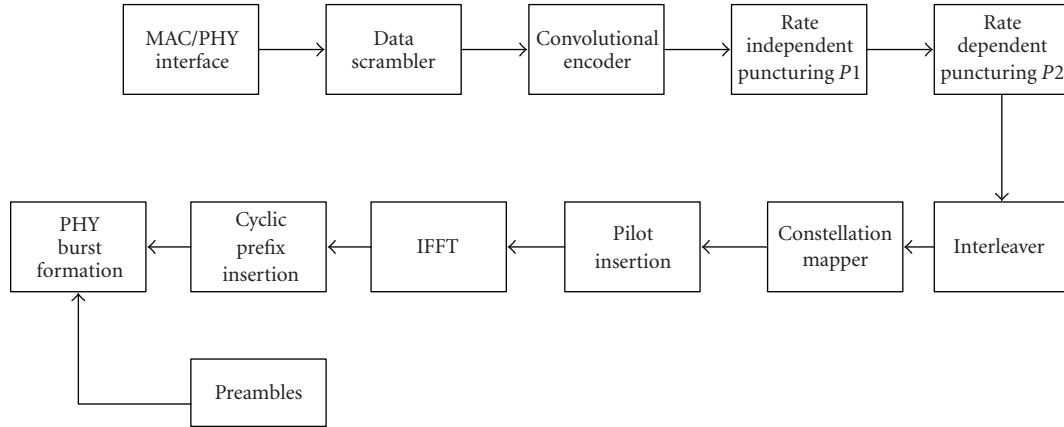 MAC/PHY
interface
Data
scrambler
Convolutional
encoder
Rate
independent
puncturing P1
Rate
dependent
puncturing P2
PHY
burst
formation
Cyclic
prefix
insertion
IFFT
Pilot
insertion
Constellation
mapper
Interleaver
Preambles